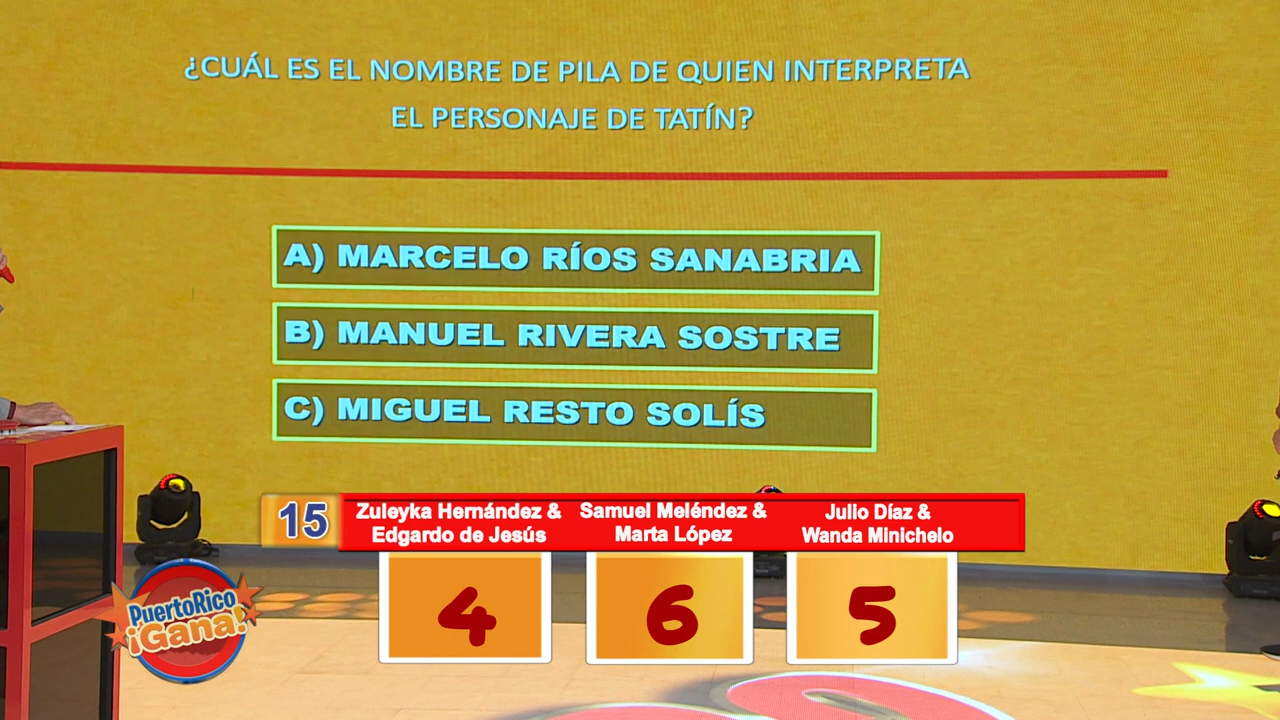 ¿CUÁL ES EL NOMBRE DE PILA DE QUIEN INTERPRETA
EL PERSONAJE DE TATÍN?
A) MARCELO RÍOS SANABRIA
B) MANUEL RIVERA SOSTRE
C) MIGUEL RESTO SOLÍS
15
Zuleyka Hernández &
Edgardo de Jesús
Samuel Meléndez &
Marta López
Julio Díaz &
Wanda Minichelo
4
6
5
PuertoRico
¡Gana!